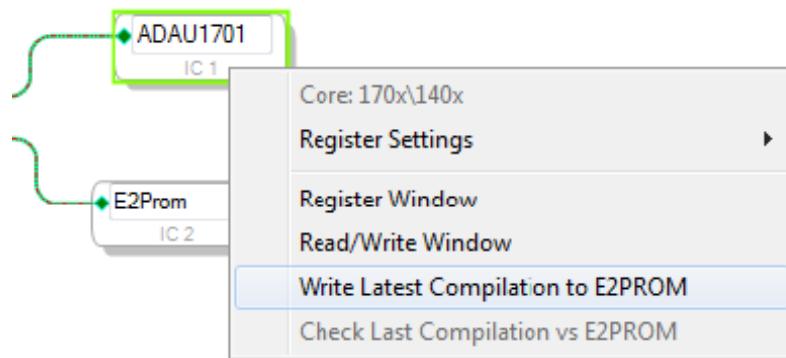 ADAU1701
IC 1
Core: 170x\140x
Register Settings
E2Prom
IC 2
Register Window
Read/Write Window
Write Latest Compilation to E2PROM
Check Last Compilation vs E2PROM